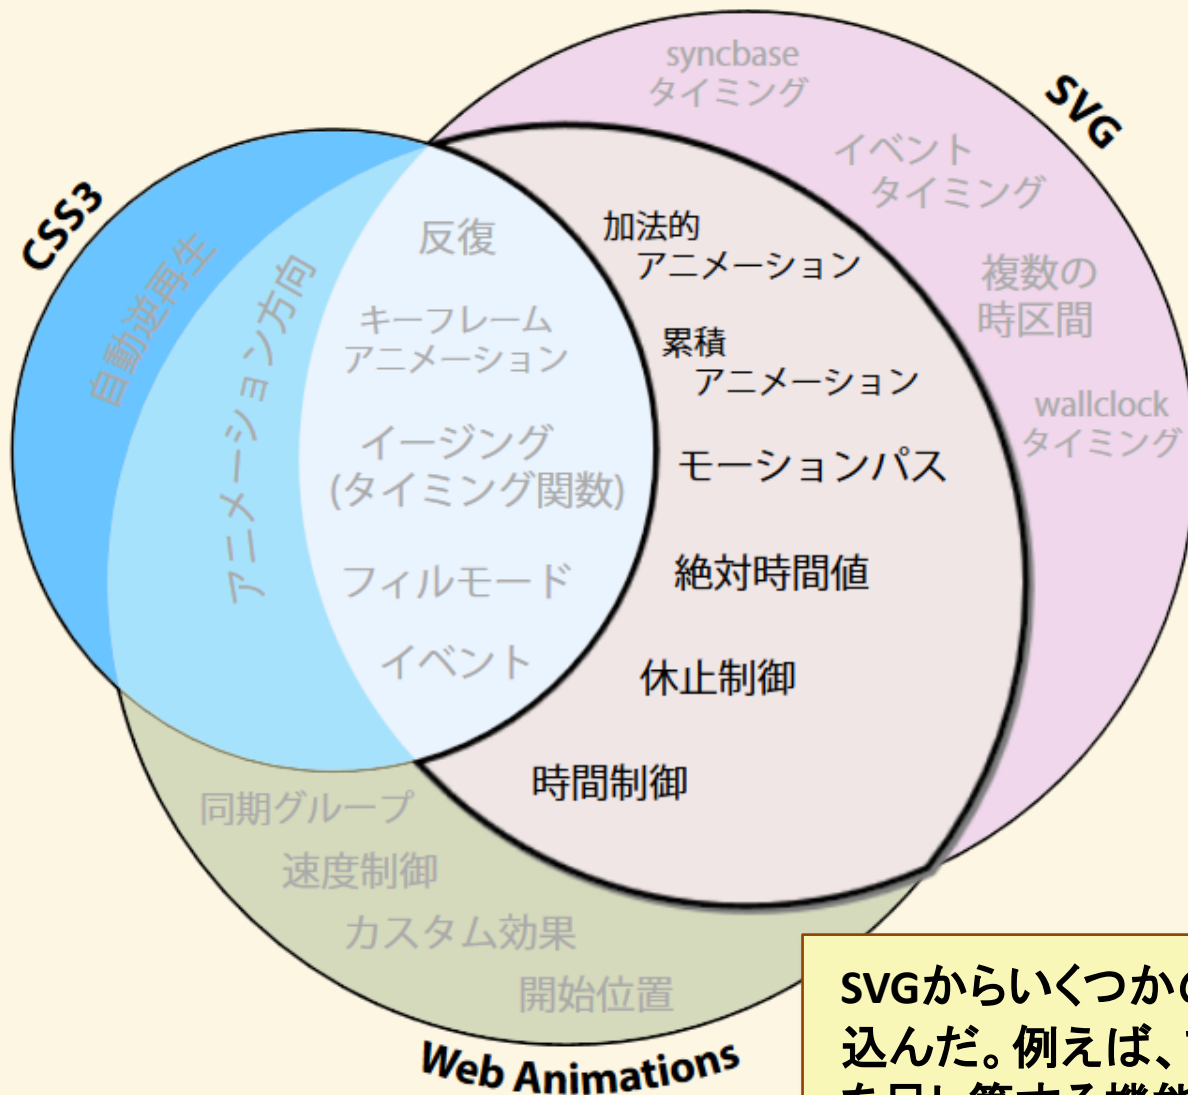 syncbase
タイミング
SVG
イベント
タイミング
複数の
時区間
wallclock
タイミング
CSS3
自動逆再生
アニメーション方向
反復
キーフレーム
アニメーション
イージング
(タイミング関数)
フィルモード
イベント
加法的
アニメーション
累積
アニメーション
モーションパス
絶対時間値
休止制御
時間制御
同期グループ
速度制御
カスタム効果
開始位置
Web Animations
SVGからいくつか
込んだ。例えば、